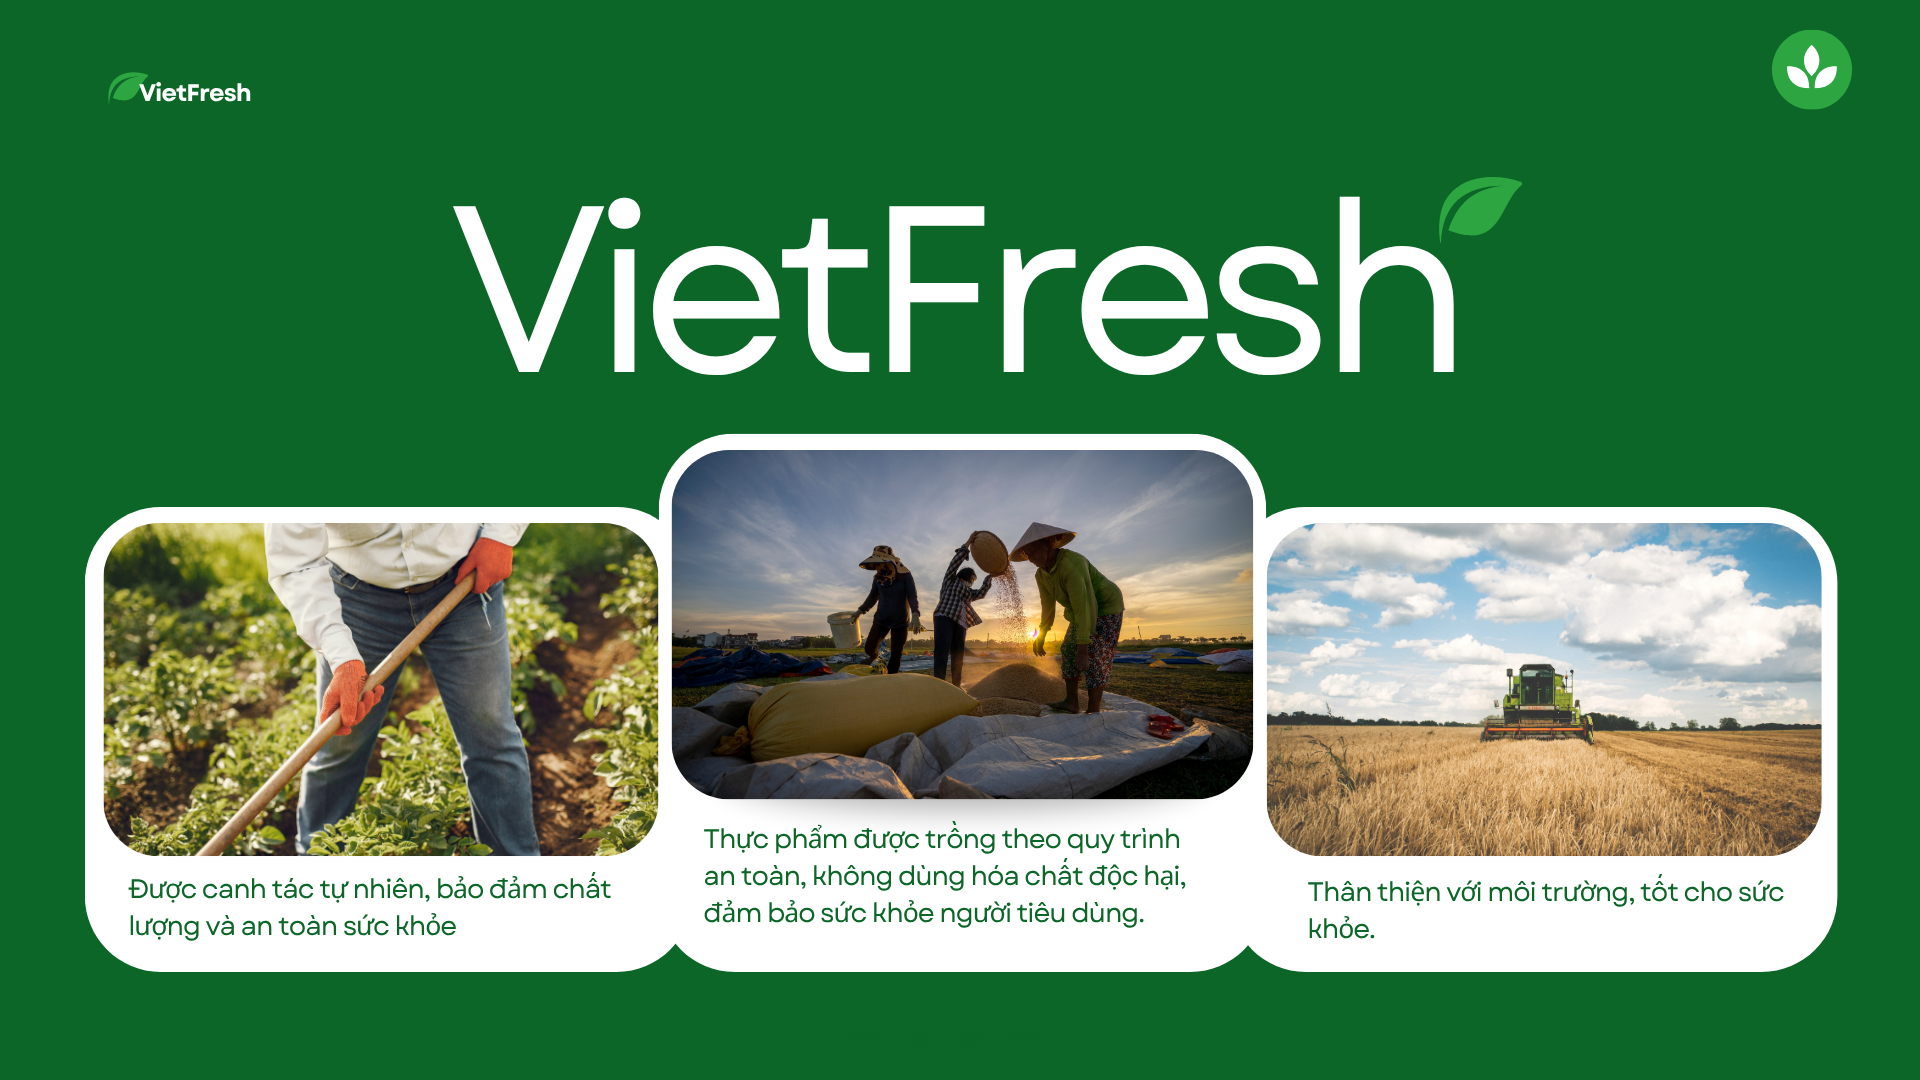 VietFresh
VietFresh
Được canh tác tự nhiên, bảo đảm chất
lượng và an toàn sức khỏe
Thực phẩm được trồng theo quy trình
an toàn, không dùng hóa chất độc hại,
đảm bảo sức khỏe người tiêu dùng.
Thân thiện với môi trường, tốt cho sức
khỏe.